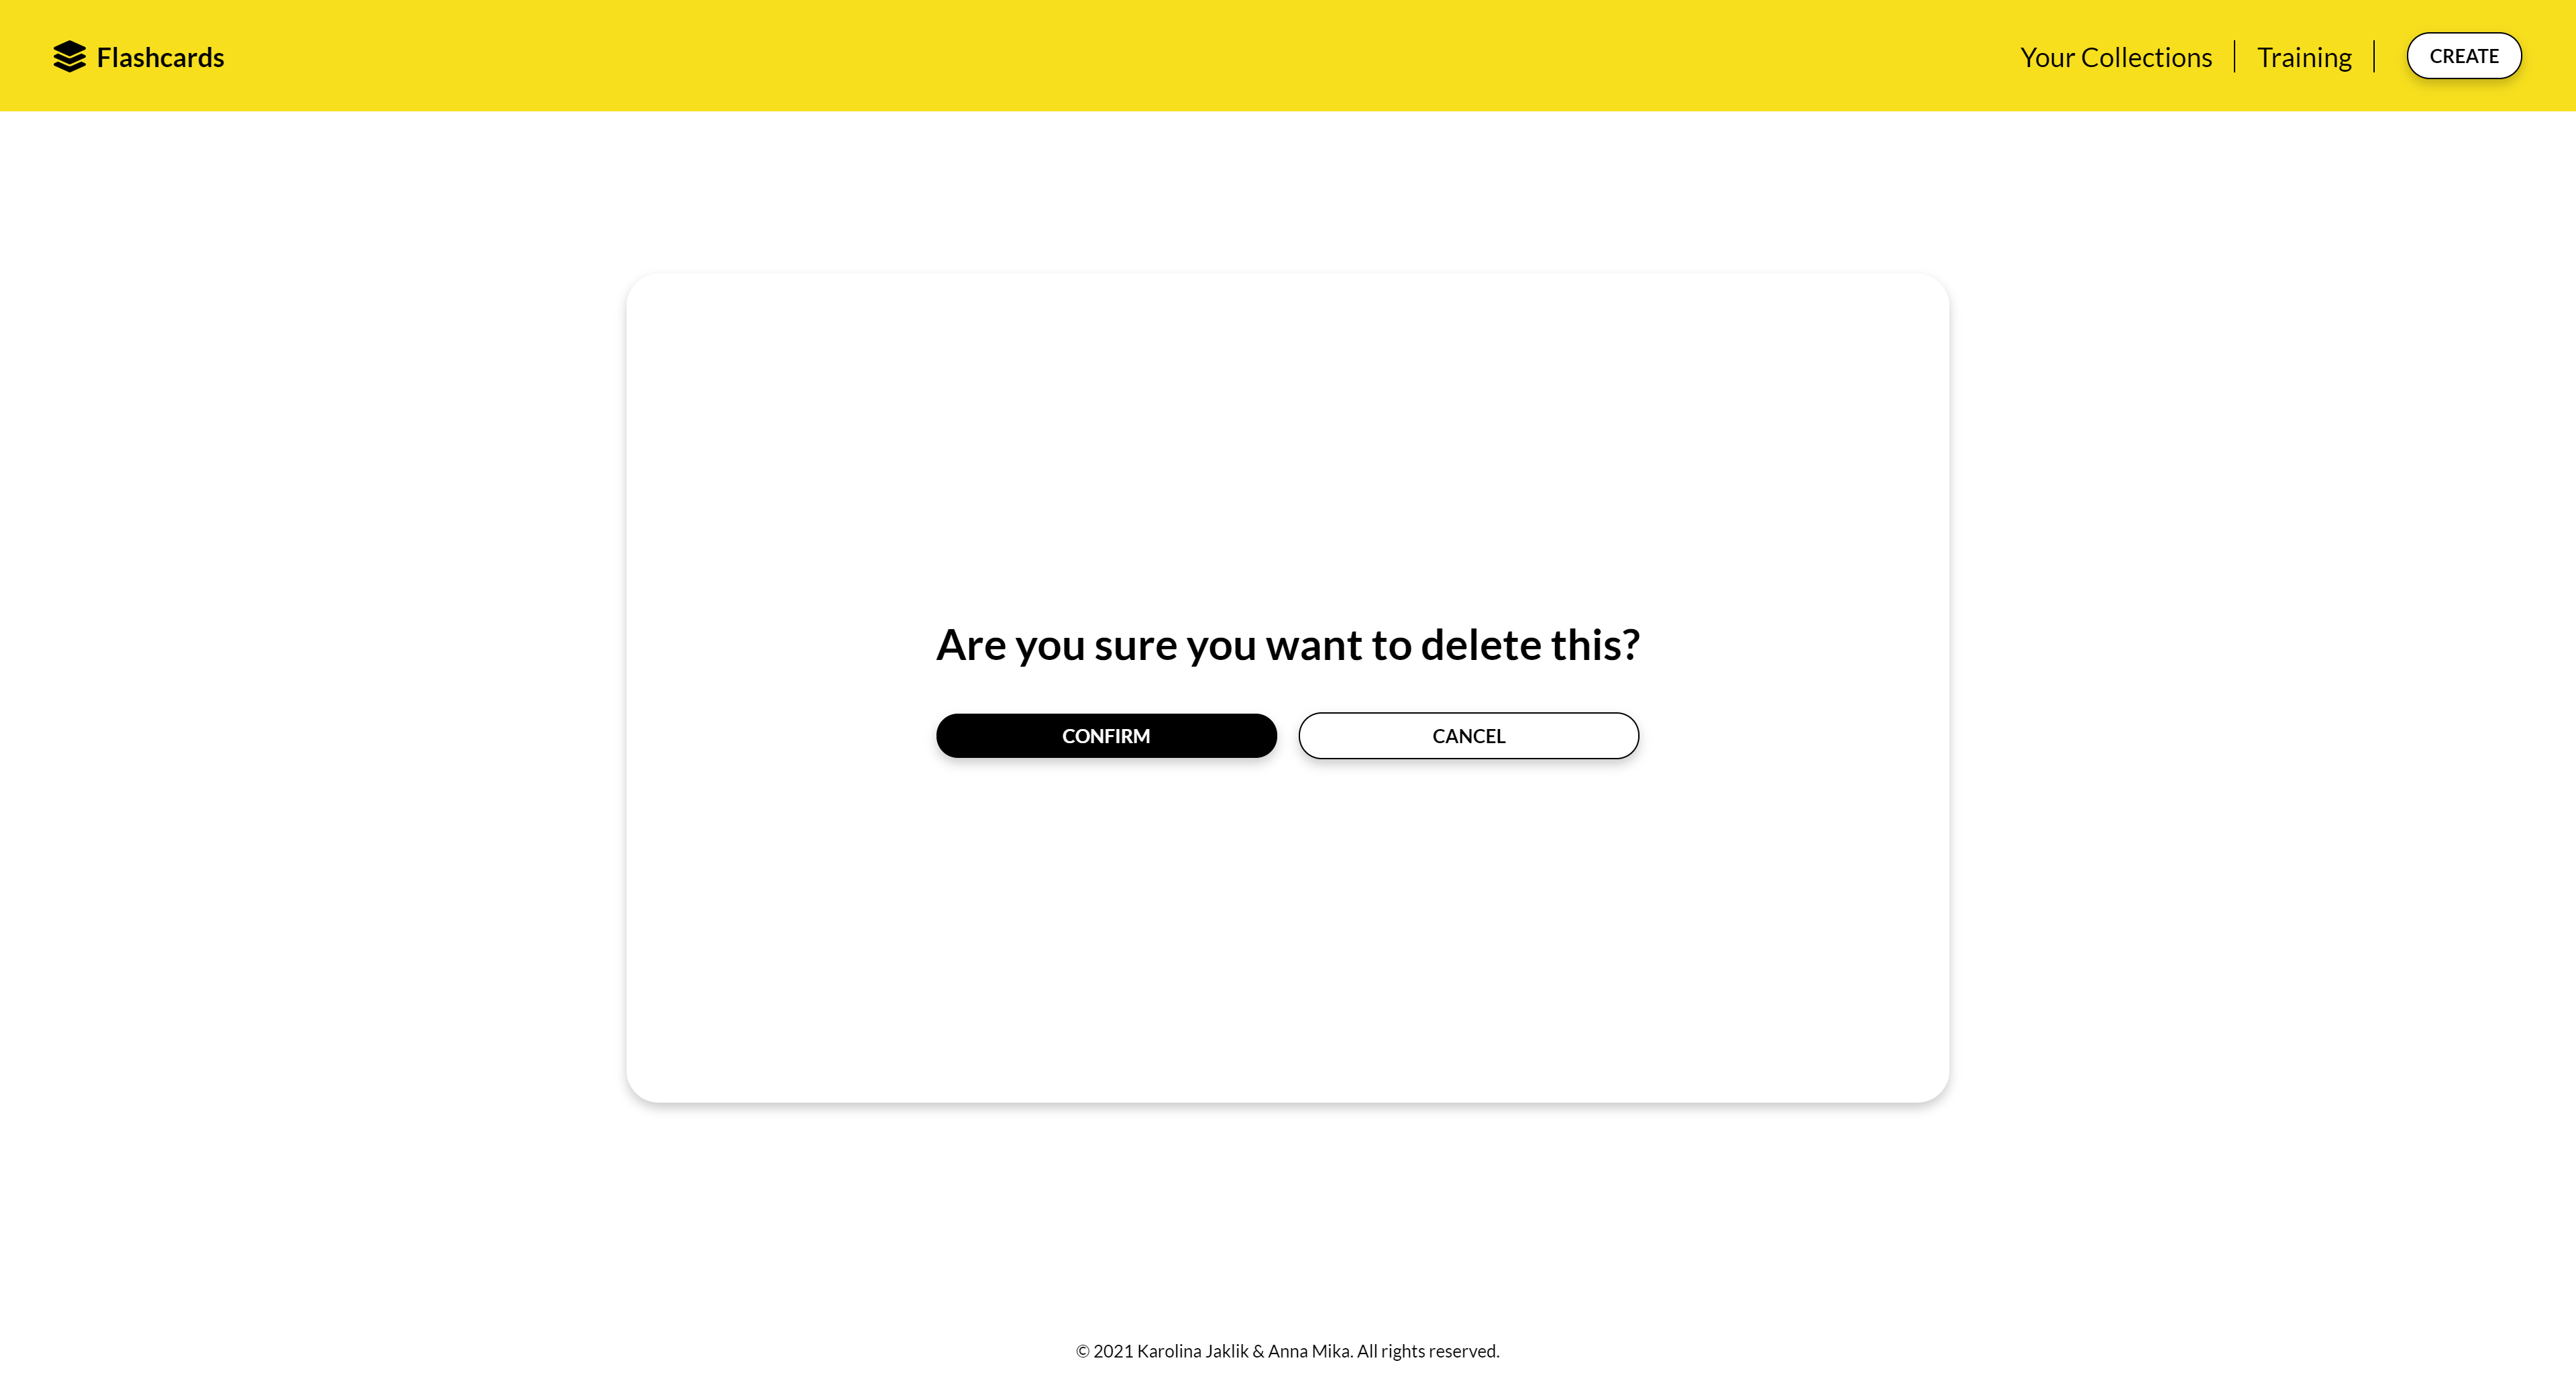 Flashcards
Your Collections
Training
CREATE
Are you sure you want to delete this?
CONFIRM
CANCEL
© 2021 Karolina Jaklik & Anna Mika. All rights reserved.